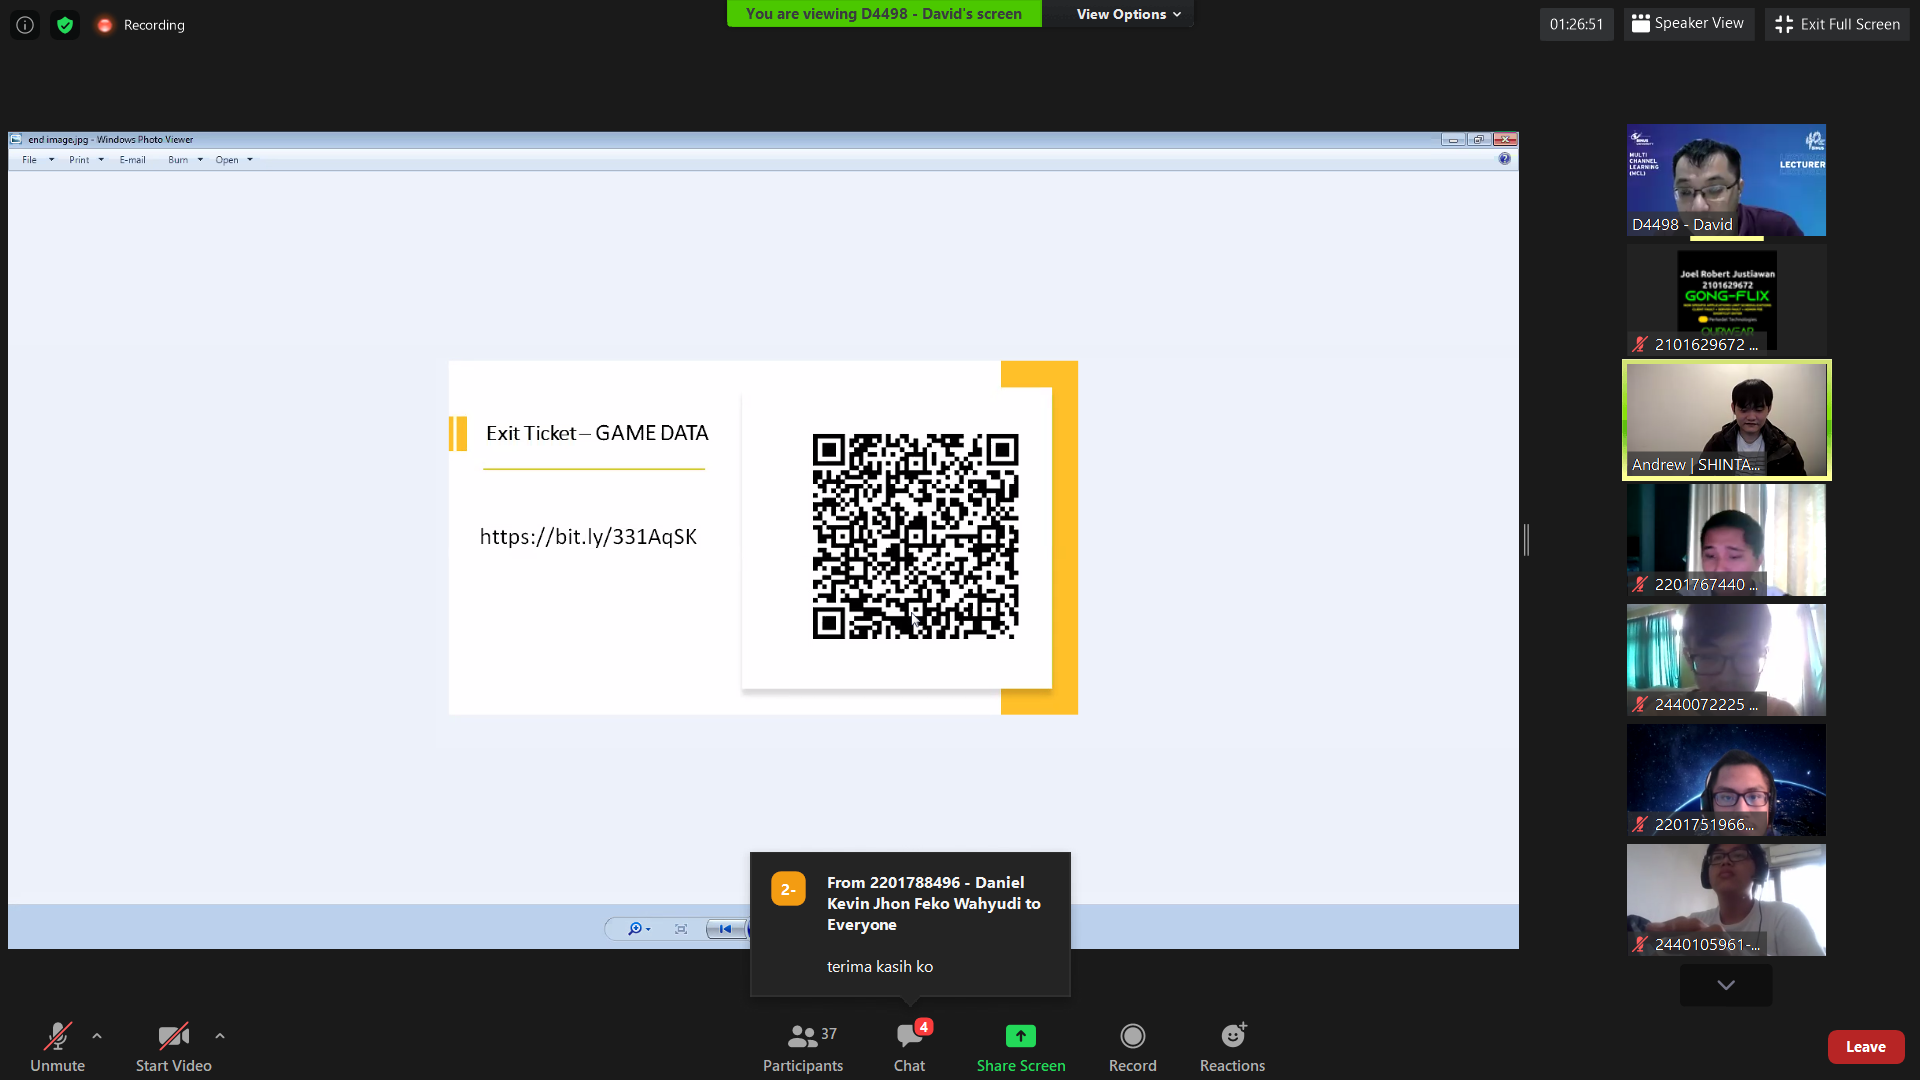 Recording
You are viewing D4498 - David's screen
View Options
01:26:51
Speaker View
Exit Full Screen
end image.jpg - Windows Photo Viewer
File Print E-mail Burn Open
Exit Ticket – GAME DATA
https://bit.ly/331AqSK
MULTI
CHANNEL
LEARNING
(MCL)
LECTURER
D4498 - David
Joel Robert Justiawan
2101629672
GONG-FLIX
OURWEAR
2101629672 ...
Andrew | SHINTA...
2201767440 ...
2440072225 ...
2201751966...
2440105961-...
2-
From 2201788496 - Daniel
Kevin Jhon Feko Wahyudi to
Everyone
terima kasih ko
Unmute
Start Video
37
Participants
4
Chat
Share Screen
Record
Reactions
Leave